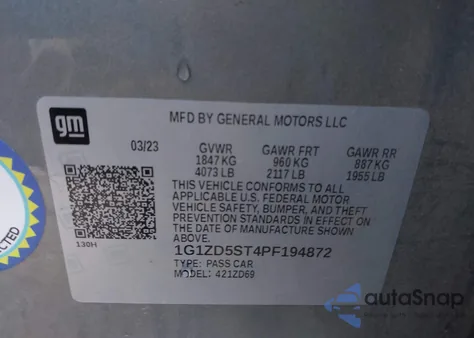 gm
MFD BY GENERAL MOTORS LLC
03/23 GVWR GAWR FRT GAWR RR
1847 KG 960 KG 887 KG
4073 LB 2117 LB 1955 LB
THIS VEHICLE CONFORMS TO ALL
APPLICABLE U.S. FEDERAL MOTOR
VEHICLE SAFETY, BUMPER, AND THEFT
PREVENTION STANDARDS IN EFFECT ON
THE DATE OF MANUFACTURE SHOWN
ABOVE.
130H
1G1ZD5ST4PF194872
TYPE: PASS CAR
MODEL: 421ZD69
CTED
autoSnap